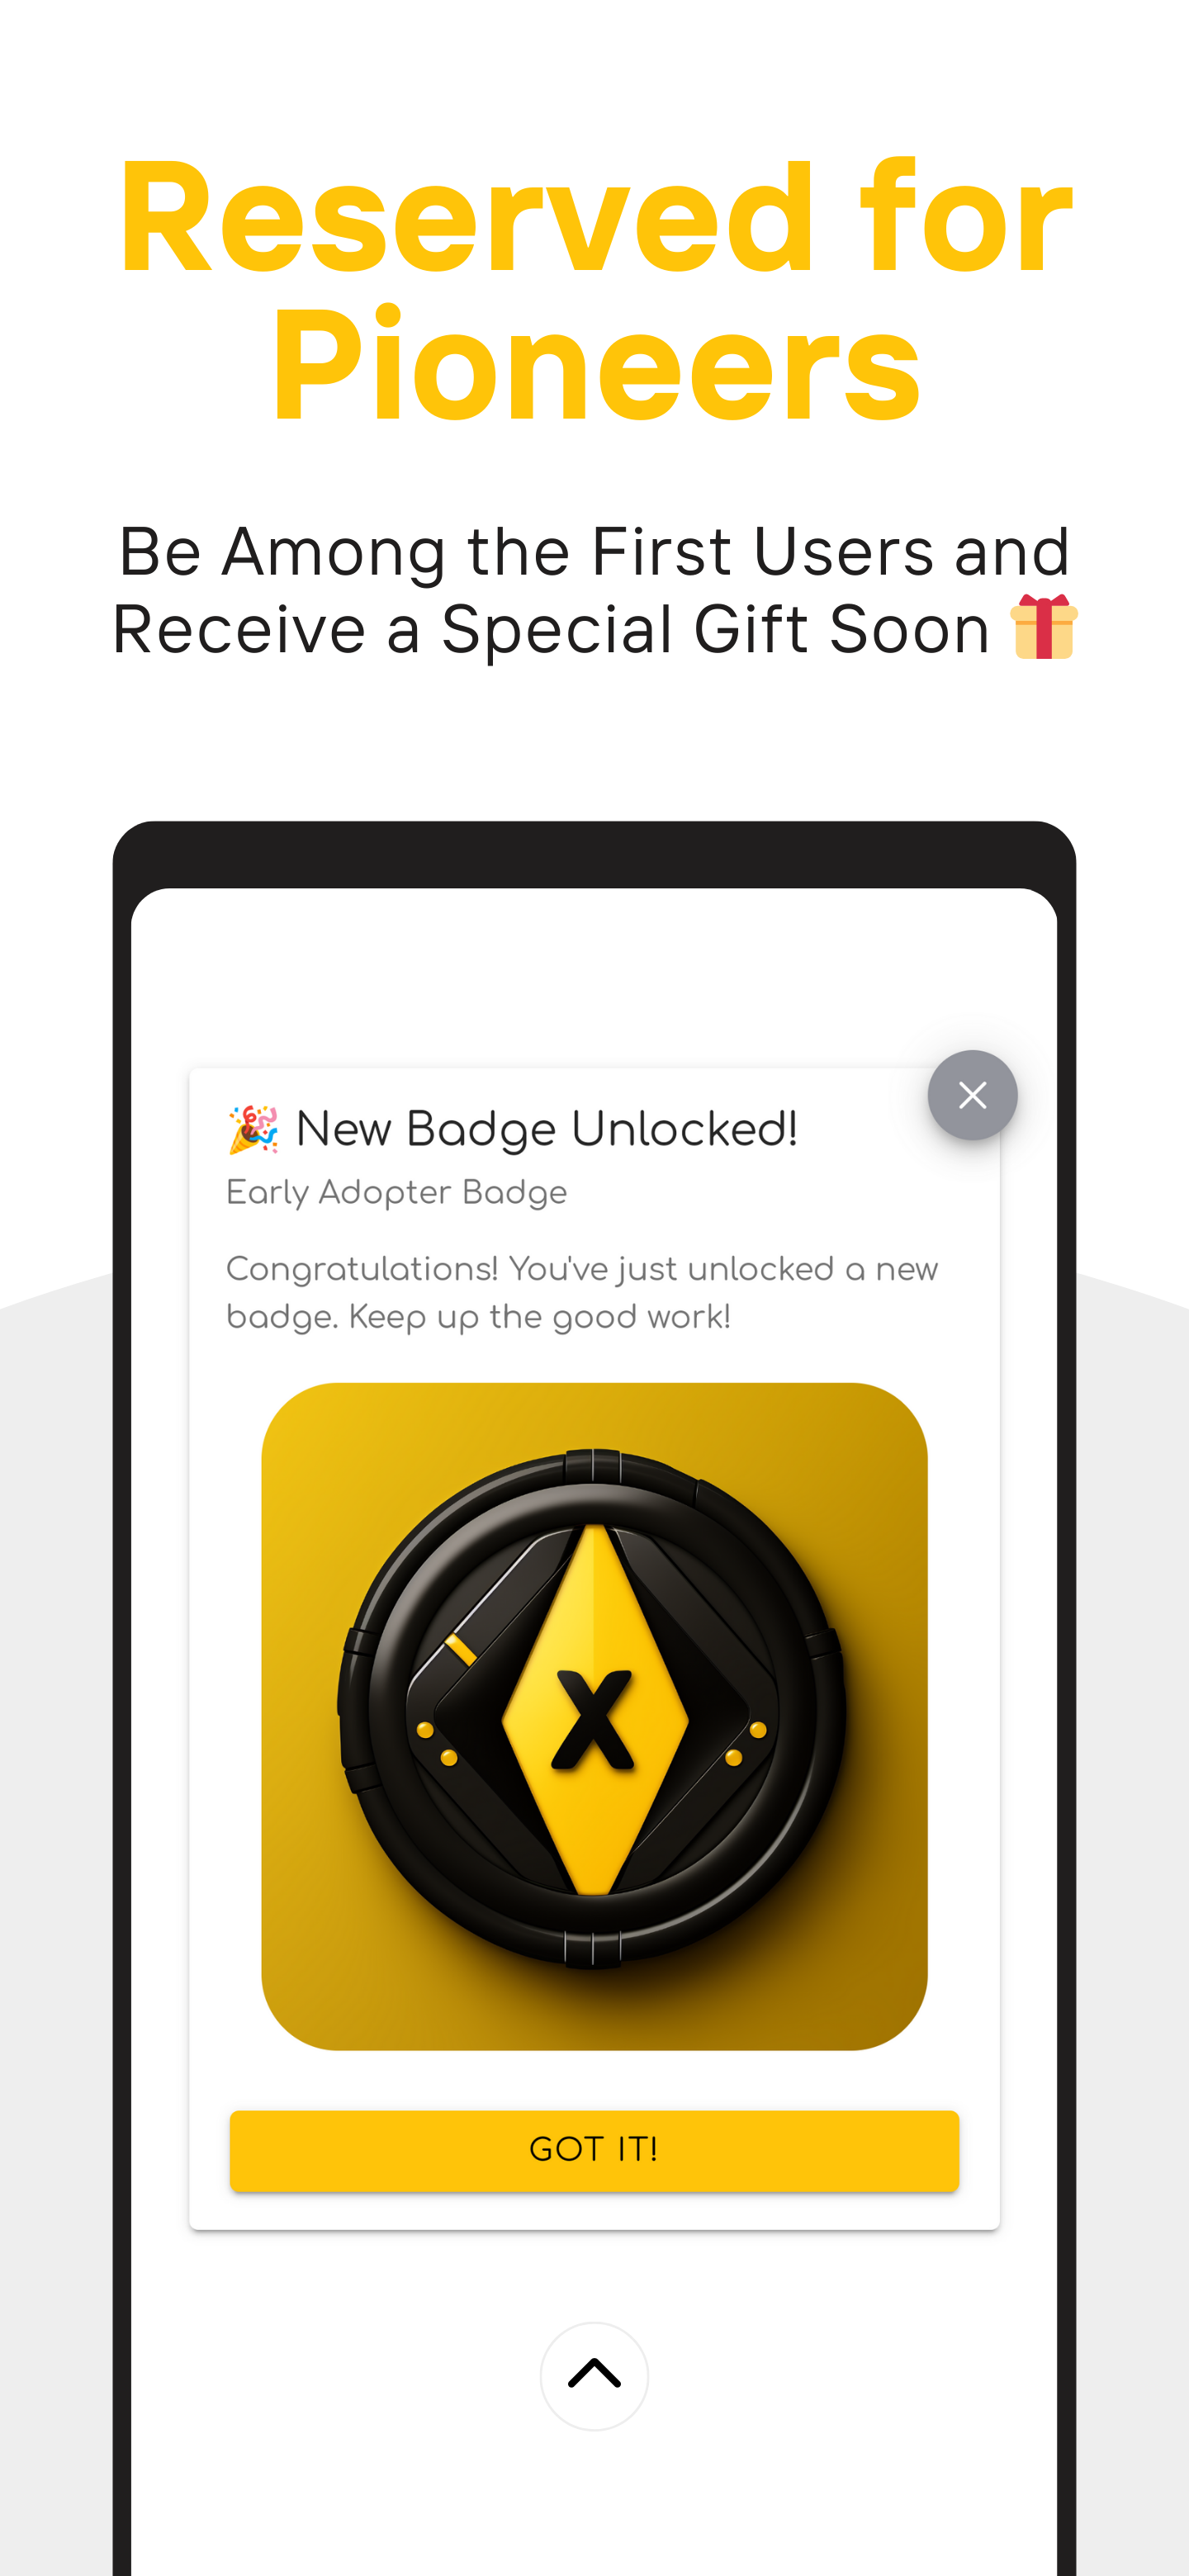 Reserved for
Pioneers
Be Among the First Users and
Receive a Special Gift Soon 🎁
🎉 New Badge Unlocked!
Early Adopter Badge
Congratulations! You've just unlocked a new
badge. Keep up the good work!
X
GOT IT!